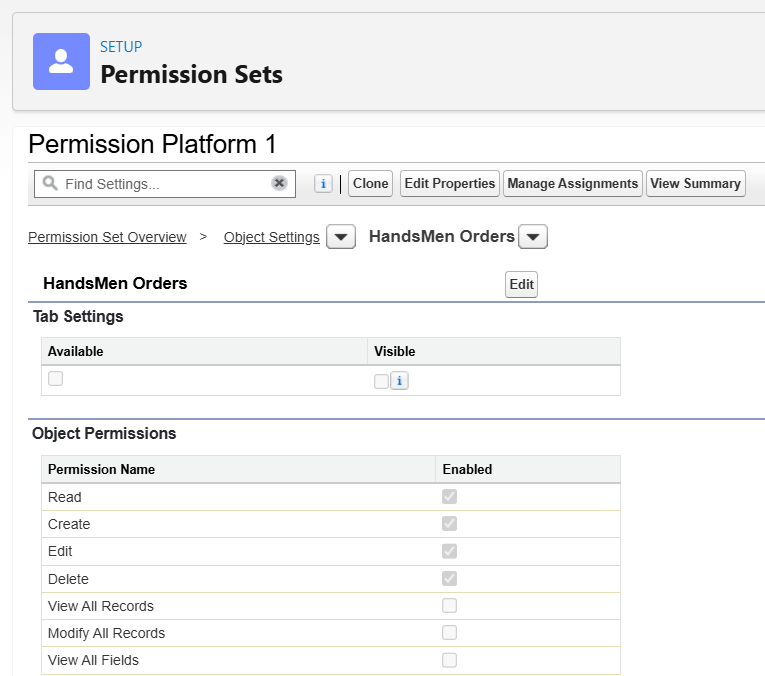 SETUP
Permission Sets
Permission Platform 1
Find Settings... i Clone Edit Properties Manage Assignments View Summary
Permission Set Overview > Object Settings HandsMen Orders
HandsMen Orders Edit
Tab Settings
Available Visible
i
Object Permissions
Permission Name Enabled
Read
Create
Edit
Delete
View All Records
Modify All Records
View All Fields